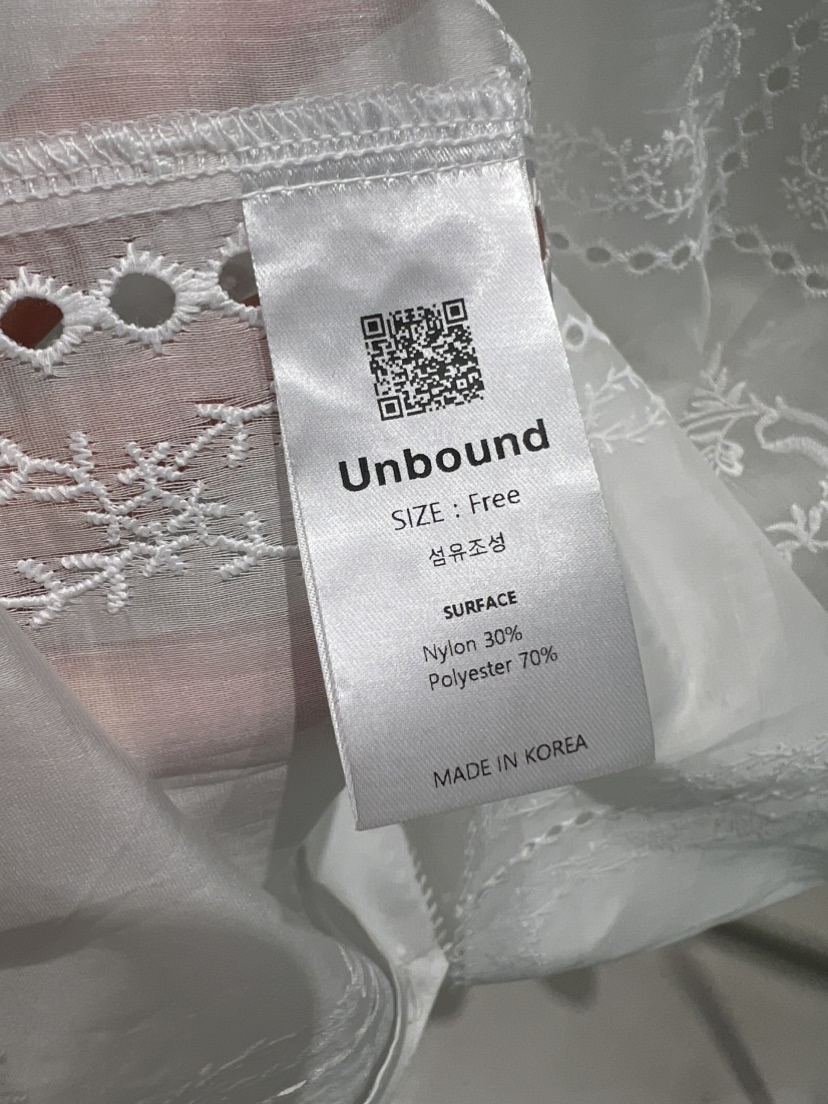 Unbound
SIZE : Free
섬유조성
SURFACE
Nylon 30%
Polyester 70%
MADE IN KOREA